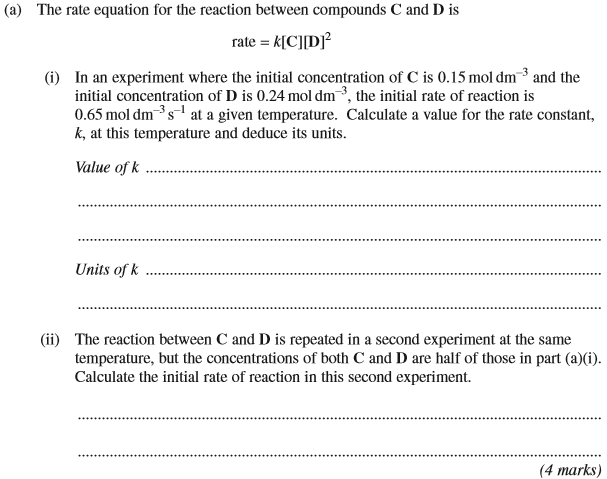 (a) The rate equation for the reaction between compounds C and D is
rate = k[C][D]²
(i) In an experiment where the initial concentration of C is 0.15 mol dm⁻³ and the
initial concentration of D is 0.24 mol dm⁻³, the initial rate of reaction is
0.65 mol dm⁻³ s⁻¹ at a given temperature. Calculate a value for the rate constant,
k, at this temperature and deduce its units.
Value of k
Units of k
(ii) The reaction between C and D is repeated in a second experiment at the same
temperature, but the concentrations of both C and D are half of those in part (a)(i).
Calculate the initial rate of reaction in this second experiment.
(4 marks)